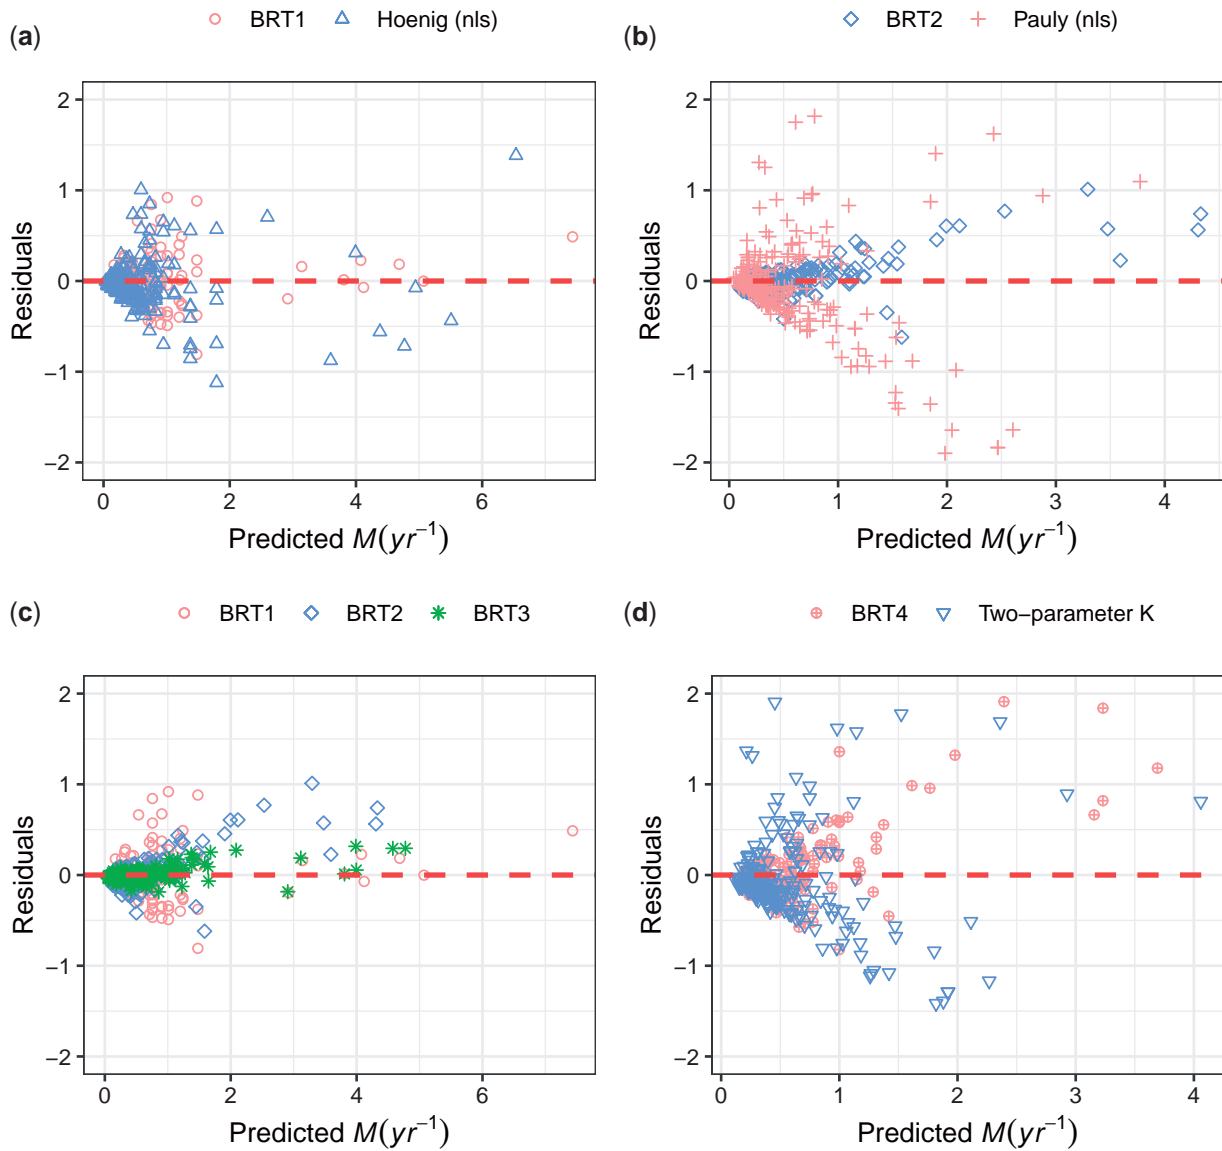 (a)
BRT1 Hoenig (nls)
2
1
0
−1
−2
Residuals
0 2 4 6
Predicted M(yr⁻¹)
(b)
BRT2 Pauly (nls)
2
1
0
−1
−2
Residuals
0 1 2 3 4
Predicted M(yr⁻¹)
(c)
BRT1 BRT2 BRT3
2
1
0
−1
−2
Residuals
0 2 4 6
Predicted M(yr⁻¹)
(d)
BRT4 Two−parameter K
2
1
0
−1
−2
Residuals
0 1 2 3 4
Predicted M(yr⁻¹)